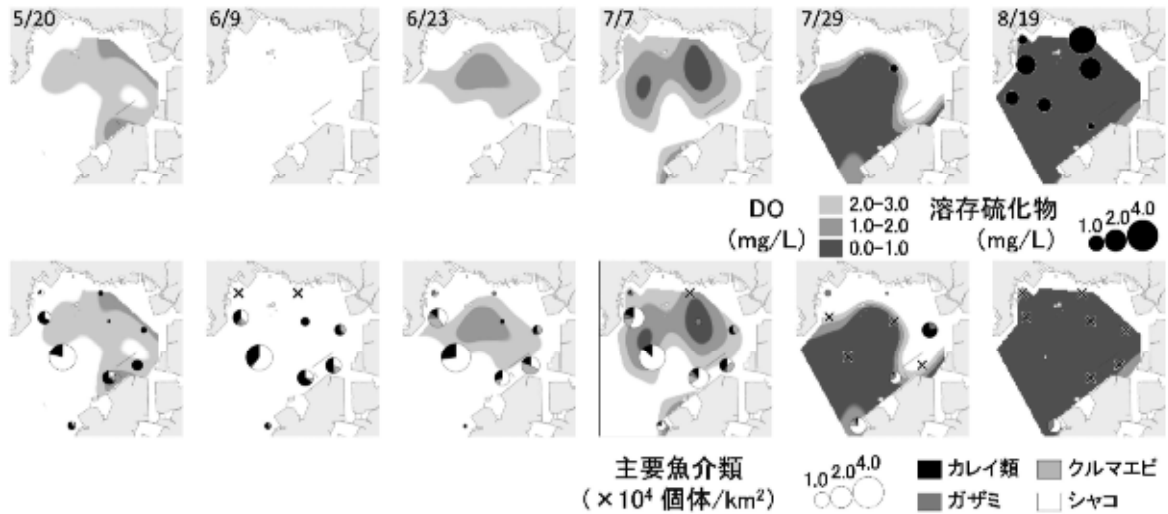 5/20 6/9 6/23 7/7 7/29 8/19
DO
(mg/L)
2.0-3.0
1.0-2.0
0.0-1.0
溶存硫化物
(mg/L)
1.0 2.0 4.0
主要魚介類
(×10⁴ 個体/km²)
1.0 2.0 4.0
カレイ類
クルマエビ
ガザミ
シャコ